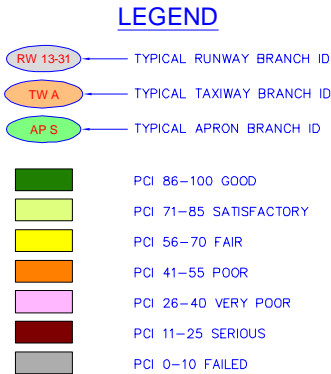 LEGEND
RW 13-31 TYPICAL RUNWAY BRANCH ID
TW A TYPICAL TAXIWAY BRANCH ID
AP S TYPICAL APRON BRANCH ID
PCI 86-100 GOOD
PCI 71-85 SATISFACTORY
PCI 56-70 FAIR
PCI 41-55 POOR
PCI 26-40 VERY POOR
PCI 11-25 SERIOUS
PCI 0-10 FAILED